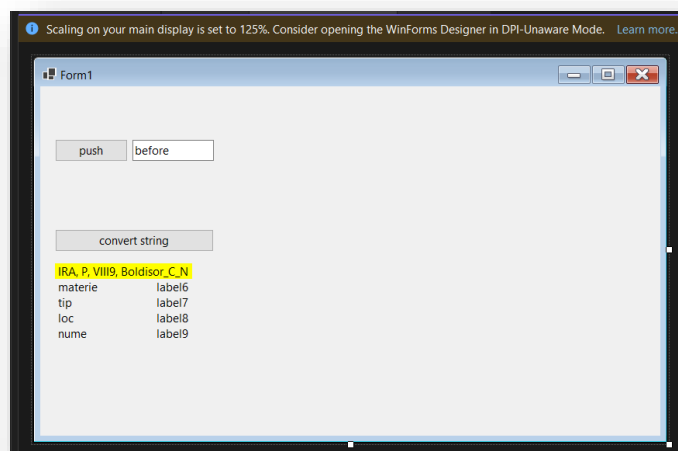 Scaling on your main display is set to 125%. Consider opening the WinForms Designer in DPI-Unaware Mode. Learn more.
Form1
push before
convert string
IRA, P, VIII9, Boldisor_C_N
materie label6
tip label7
loc label8
nume label9